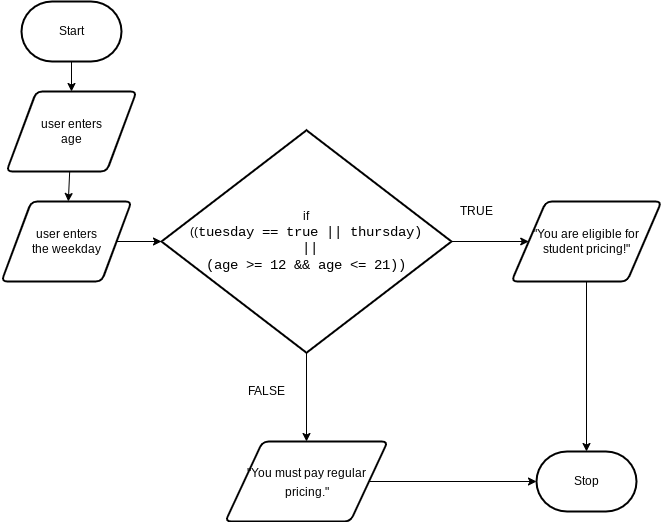 Start
user enters
age
user enters
the weekday
if
((tuesday == true || thursday)
||
(age >= 12 && age <= 21))
TRUE
"You are eligible for
student pricing!"
FALSE
"You must pay regular
pricing."
Stop